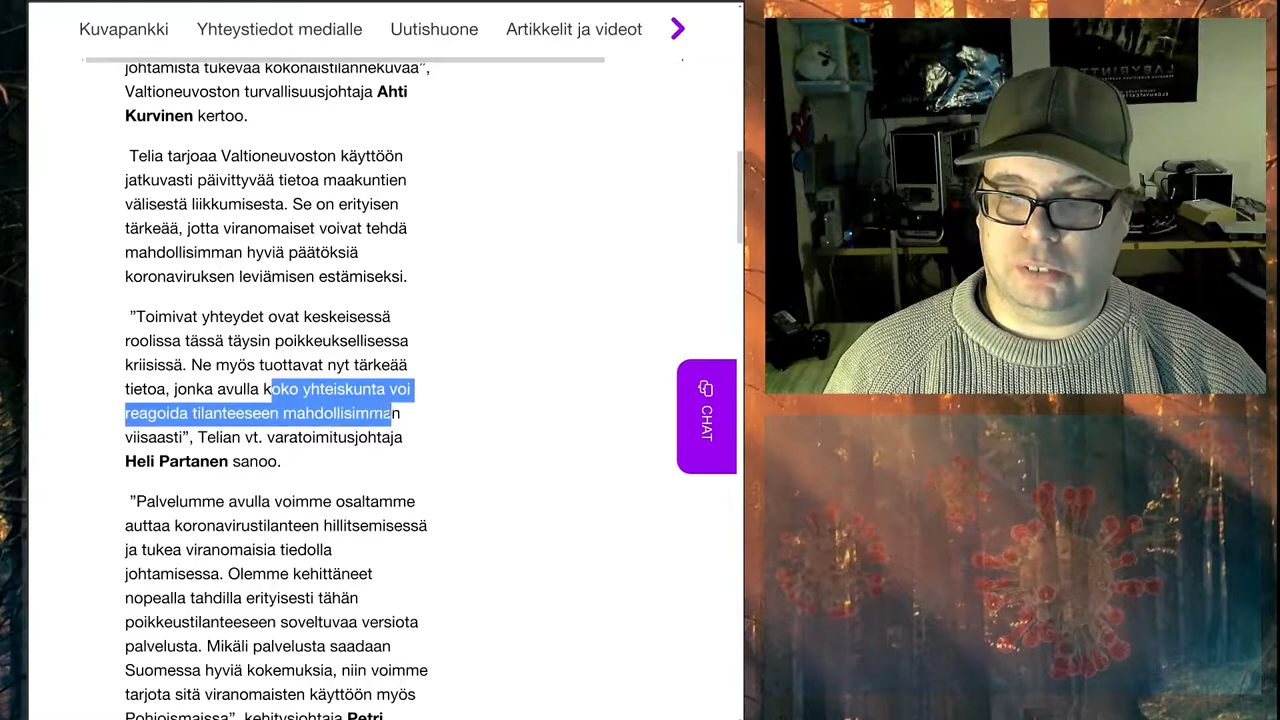 Kuvapankki Yhteystiedot medialle Uutishuone Artikkelit ja videot
johtamista tukevaa kokonaistilannekuvaa”,
Valtioneuvoston turvallisuusjohtaja Ahti
Kurvinen kertoo.
Telia tarjoaa Valtioneuvoston käyttöön
jatkuvasti päivittyvää tietoa maakuntien
välisestä liikkumisesta. Se on erityisen
tärkeää, jotta viranomaiset voivat tehdä
mahdollisimman hyviä päätöksiä
koronaviruksen leviämisen estämiseksi.
”Toimivat yhteydet ovat keskeisessä
roolissa tässä täysin poikkeuksellisessa
kriisissä. Ne myös tuottavat nyt tärkeää
tietoa, jonka avulla koko yhteiskunta voi
reagoida tilanteeseen mahdollisimman
viisaasti”, Telian vt. varatoimitusjohtaja
Heli Partanen sanoo.
”Palvelumme avulla voimme osaltamme
auttaa koronavirustilanteen hillitsemisessä
ja tukea viranomaisia tiedolla
johtamisessa. Olemme kehittäneet
nopealla tahdilla erityisesti tähän
poikkeustilanteeseen soveltuvaa versiota
palvelusta. Mikäli palvelusta saadaan
Suomessa hyviä kokemuksia, niin voimme
tarjota sitä viranomaisten käyttöön myös
Pohjoismaissa”, kehitysjohtaja Petri
CHAT
LABYRINTTI